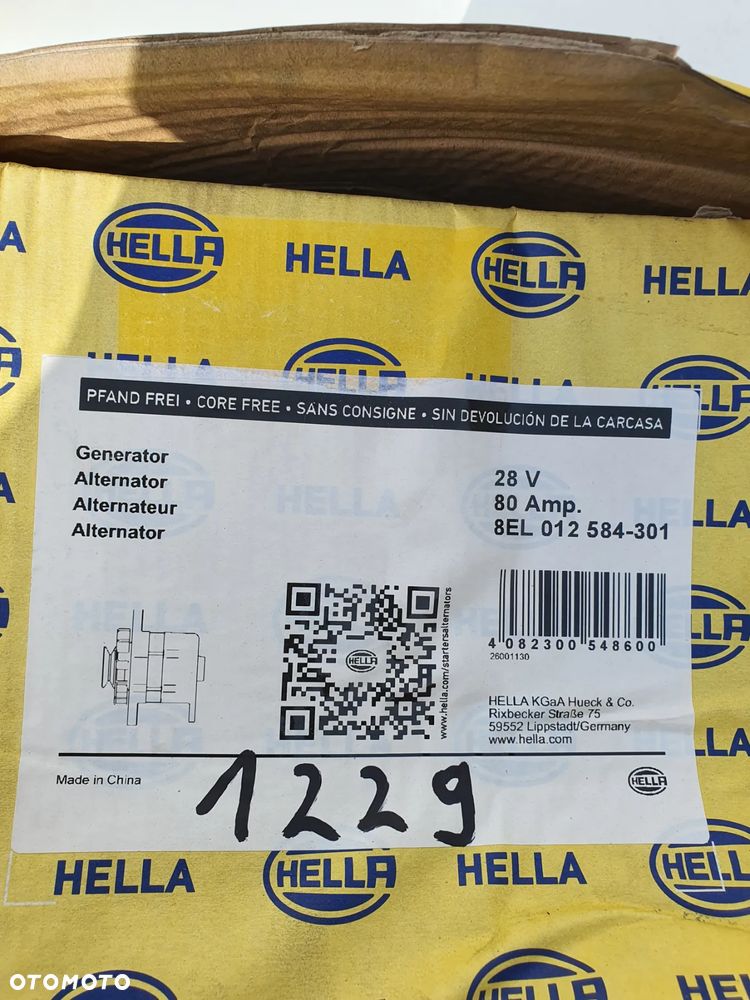 HELLA HELLA HELLA HELLA
PFAND FREI • CORE FREE • SANS CONSIGNE • SIN DEVOLUCIÓN DE LA CARCASA
Generator
Alternator
Alternateur
Alternator
28 V
80 Amp.
8EL 012 584-301
HELLA
www.hella.com/startersalternators
4 082300 548600
26001130
HELLA KGaA Hueck & Co.
Rixbecker Straße 75
59552 Lippstadt/Germany
www.hella.com
Made in China
1229
HELLA
HELLA HELLA HELLA HELLA
HELLA HELLA
OTOMOTO